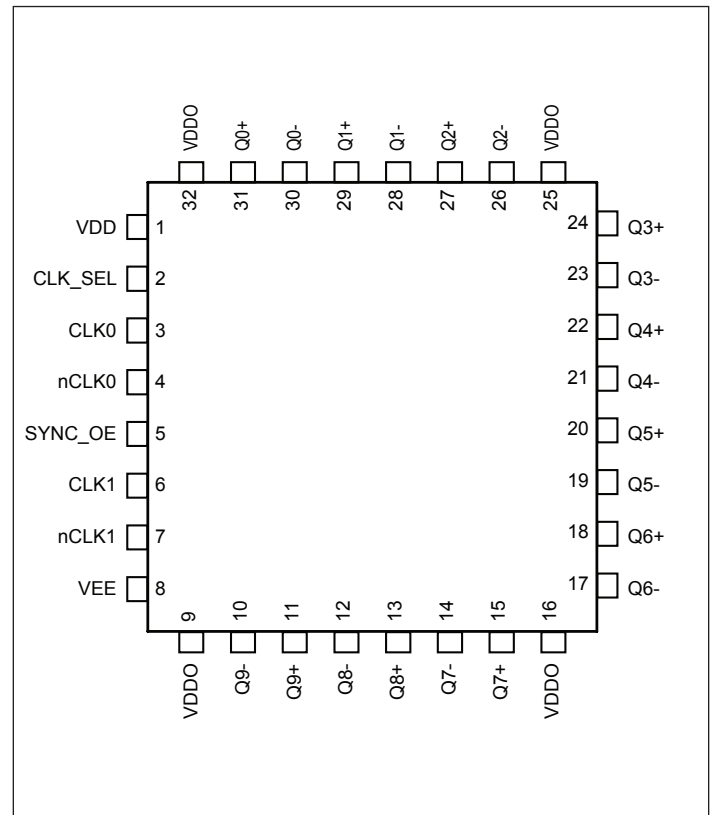 VDDO Q0+ Q0- Q1+ Q1- Q2+ Q2- VDDO
32 31 30 29 28 27 26 25
VDD 1
CLK_SEL 2
CLK0 3
nCLK0 4
SYNC_OE 5
CLK1 6
nCLK1 7
VEE 8
24 Q3+
23 Q3-
22 Q4+
21 Q4-
20 Q5+
19 Q5-
18 Q6+
17 Q6-
9 10 11 12 13 14 15 16
VDDO Q9- Q9+ Q8- Q8+ Q7- Q7+ VDDO